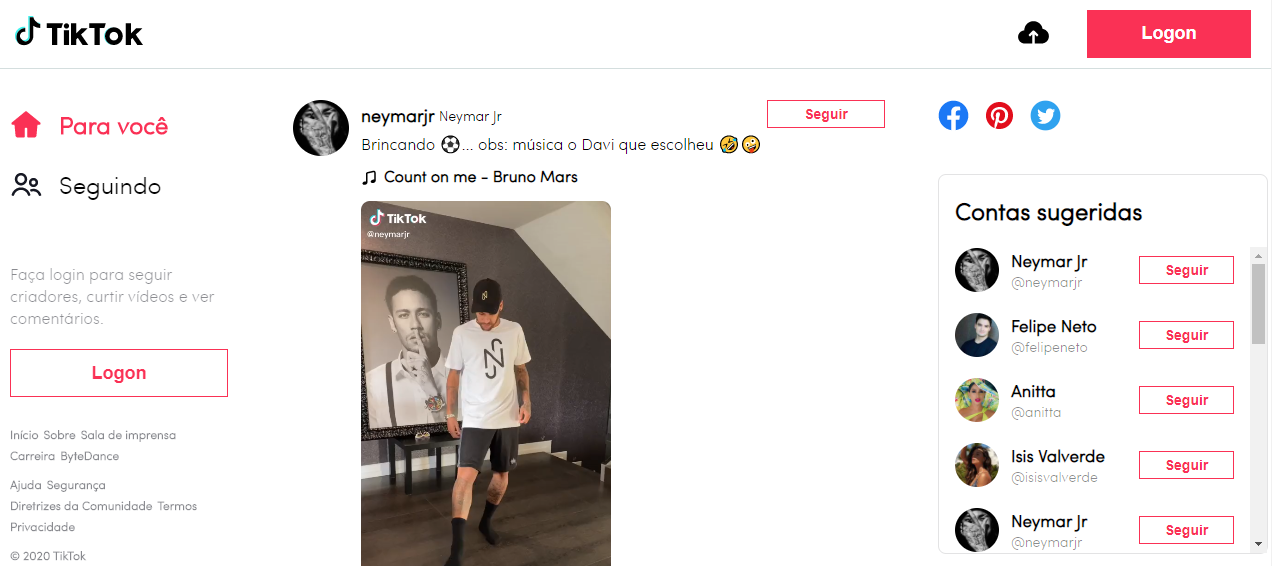 TikTok
Logon
Para você
Seguindo
Faça login para seguir
criadores, curtir vídeos e ver
comentários.
Logon
Início Sobre Sala de imprensa
Carreira ByteDance
Ajuda Segurança
Diretrizes da Comunidade Termos
Privacidade
© 2020 TikTok
neymarjr Neymar Jr
Seguir
Brincando ⚽... obs: música o Davi que escolheu 🤣🤪
Count on me - Bruno Mars
TikTok
@neymarjr
Contas sugeridas
Neymar Jr
@neymarjr
Seguir
Felipe Neto
@felipeneto
Seguir
Anitta
@anitta
Seguir
Isis Valverde
@isisvalverde
Seguir
Neymar Jr
@neymarjr
Seguir